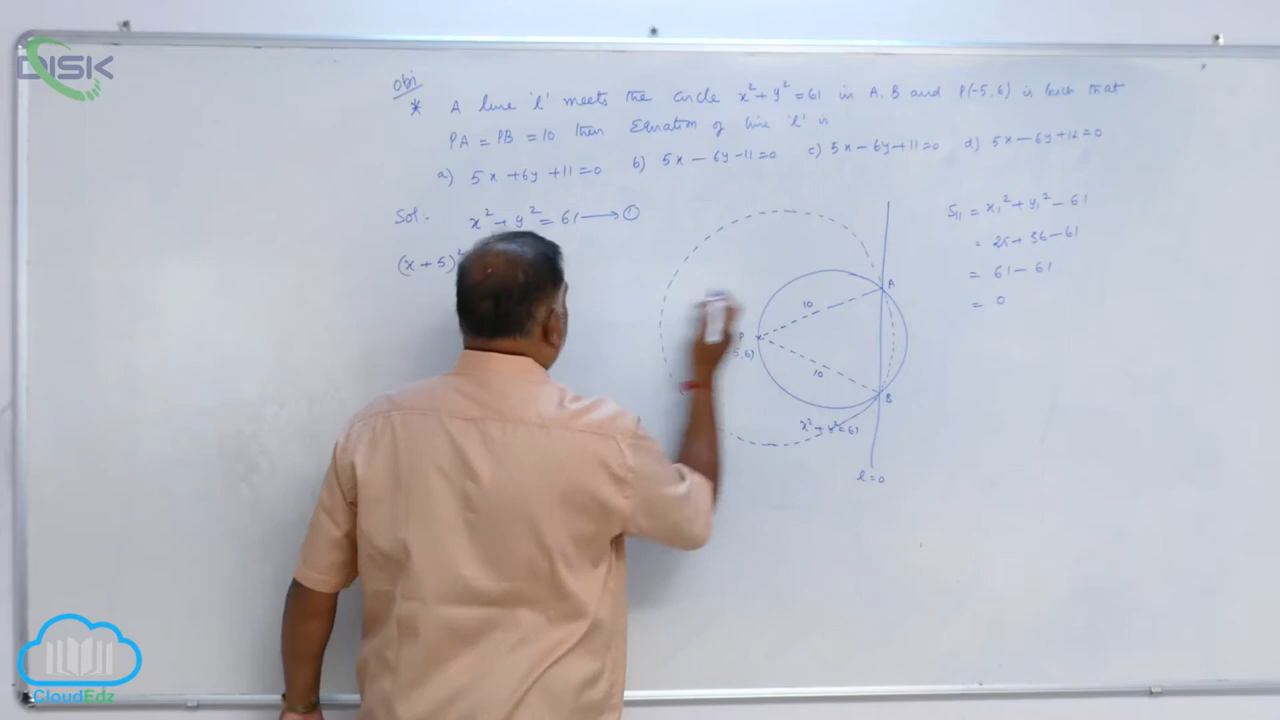 DISK
Obj
* A line 'l' meets the circle x² + y² = 61 in A, B and P(-5, 6) is such that
PA = PB = 10 then Equation of line 'l' is
a) 5x + 6y + 11 = 0 b) 5x - 6y - 11 = 0 c) 5x - 6y + 11 = 0 d) 5x - 6y + 12 = 0
Sol. x² + y² = 61 ⟶ ①
(x + 5)²
S₁₁ = x₁² + y₁² - 61
= 25 + 36 - 61
= 61 - 61
= 0
A
10
P
5, 6)
10
B
x² + y² = 61
l = 0
CloudEdz